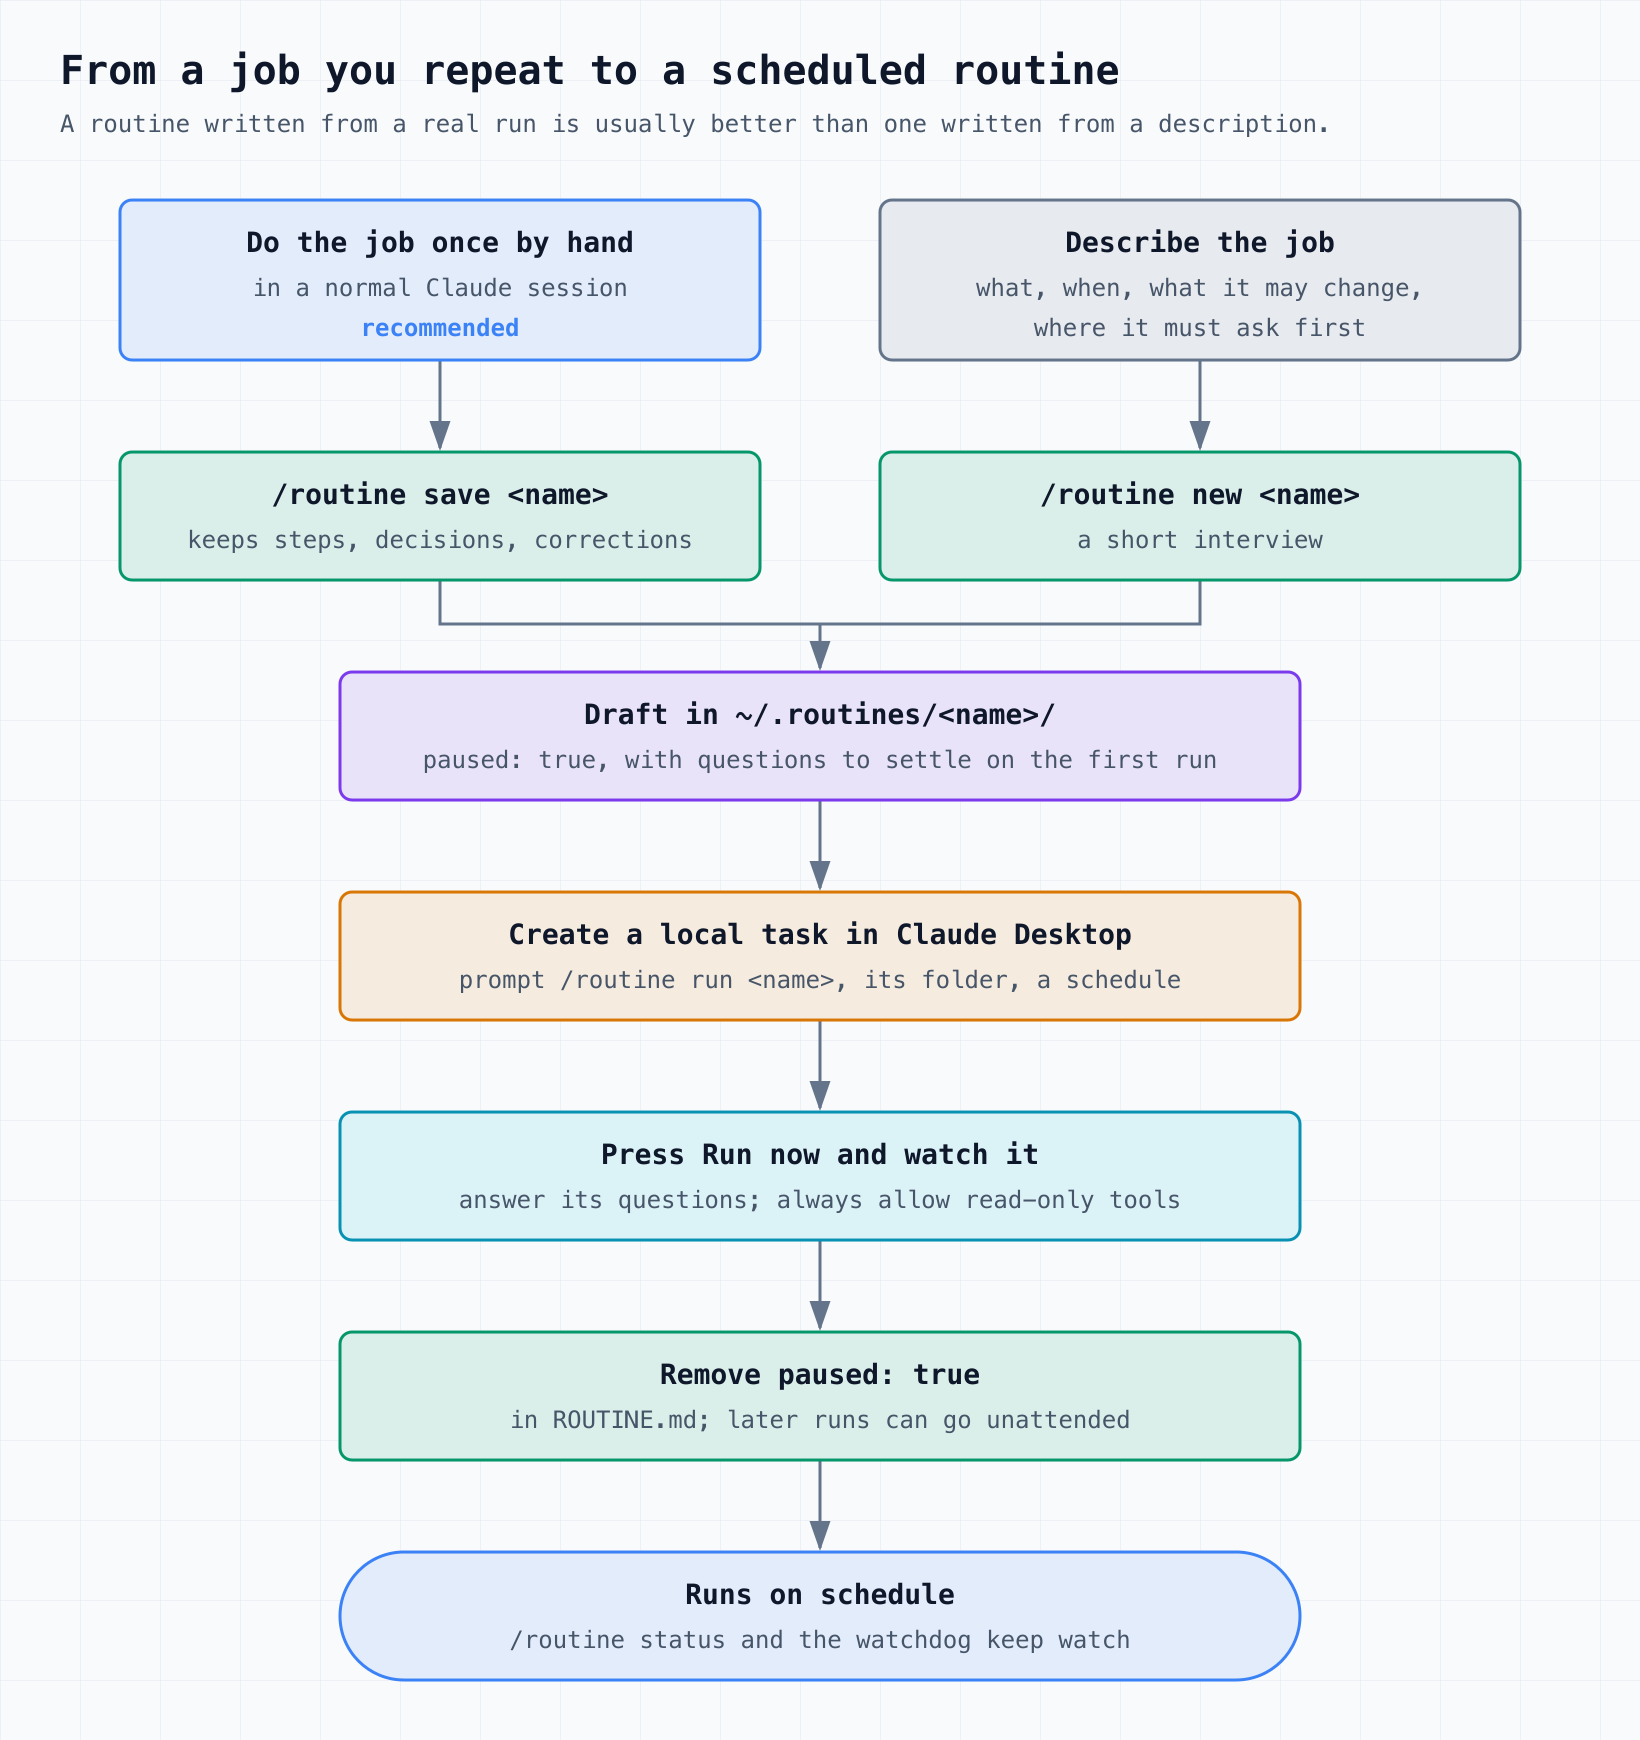 From a job you repeat to a scheduled routine
A routine written from a real run is usually better than one written from a description.
Do the job once by hand
in a normal Claude session
recommended
Describe the job
what, when, what it may change,
where it must ask first
/routine save <name>
keeps steps, decisions, corrections
/routine new <name>
a short interview
Draft in ~/.routines/<name>/
paused: true, with questions to settle on the first run
Create a local task in Claude Desktop
prompt /routine run <name>, its folder, a schedule
Press Run now and watch it
answer its questions; always allow read-only tools
Remove paused: true
in ROUTINE.md; later runs can go unattended
Runs on schedule
/routine status and the watchdog keep watch